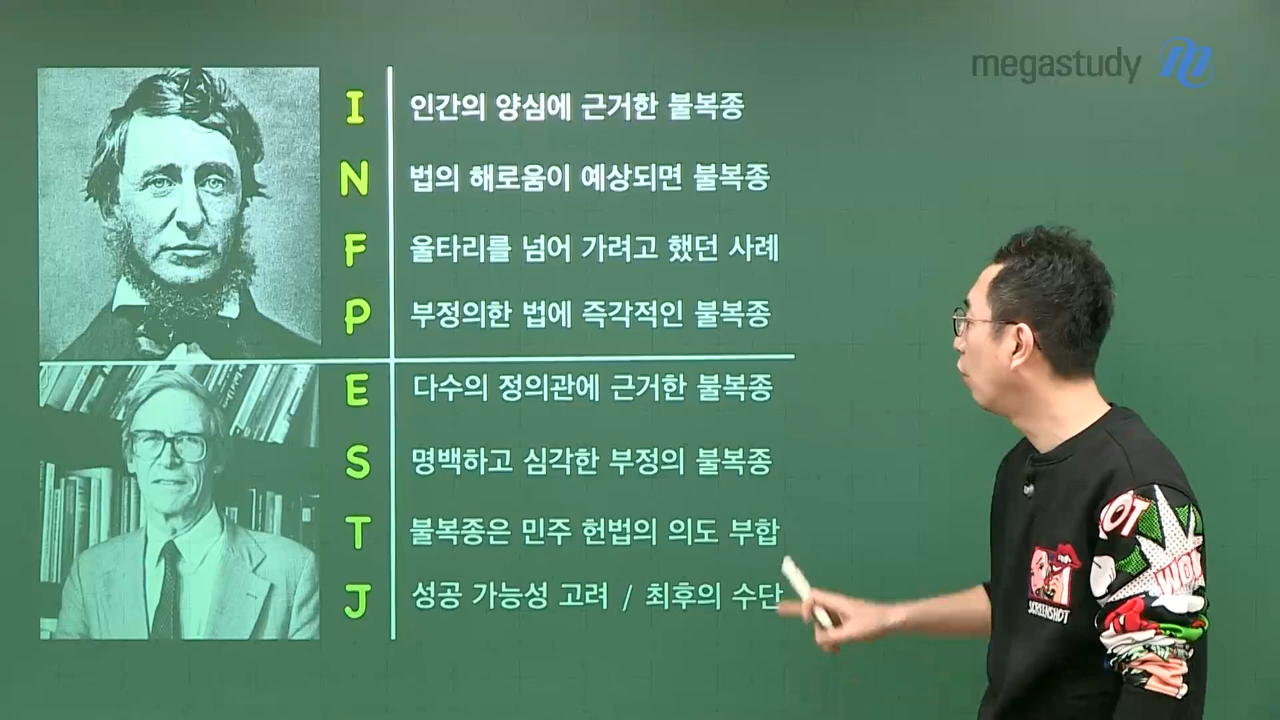 megastudy
I 인간의 양심에 근거한 불복종
N 법의 해로움이 예상되면 불복종
F 울타리를 넘어 가려고 했던 사례
P 부정의한 법에 즉각적인 불복종
E 다수의 정의관에 근거한 불복종
S 명백하고 심각한 부정의 불복종
T 불복종은 민주 헌법의 의도 부합
J 성공 가능성 고려 / 최후의 수단
SCREENSHOT